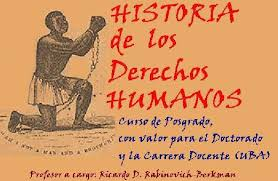 HISTORIA
de los
Derechos
HUMANOS
Curso de Posgrado,
con valor para el Doctorado
y la Carrera Docente (UBA)
Profesor a cargo: Ricardo D. Rabinovich-Berkman